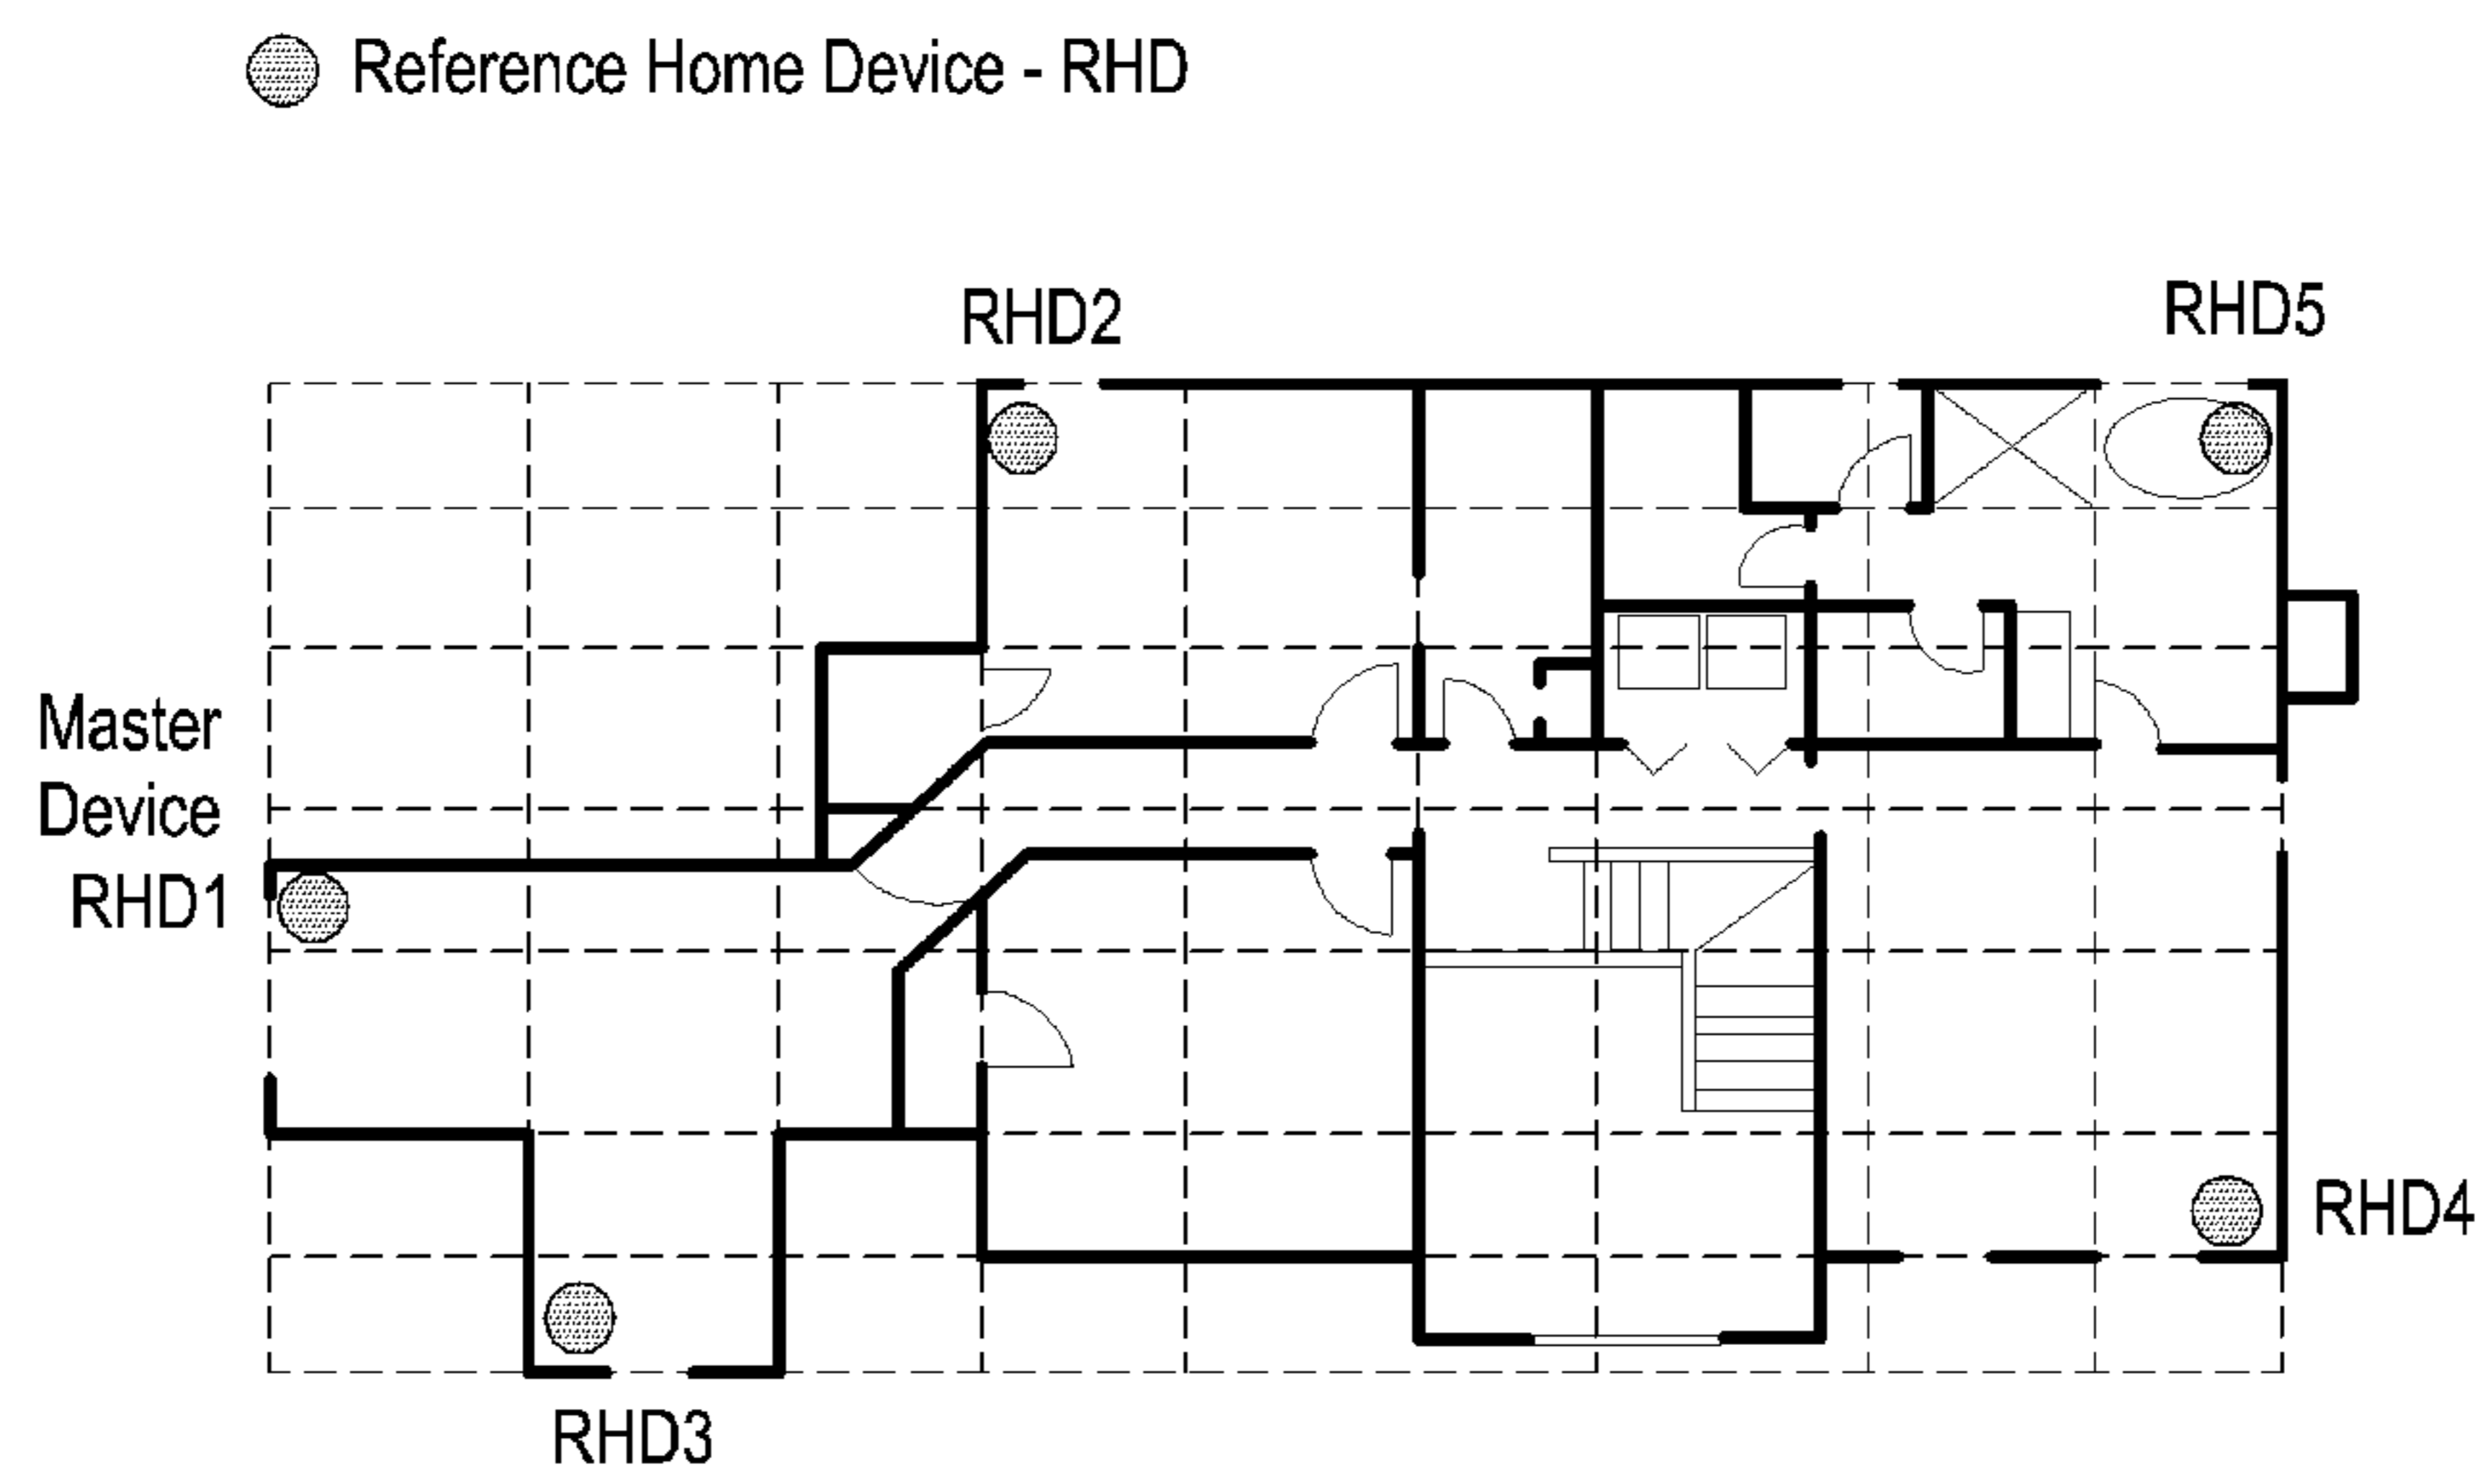 Reference Home Device - RHD
RHD2
RHD5
Master
Device
RHD1
RHD4
RHD3